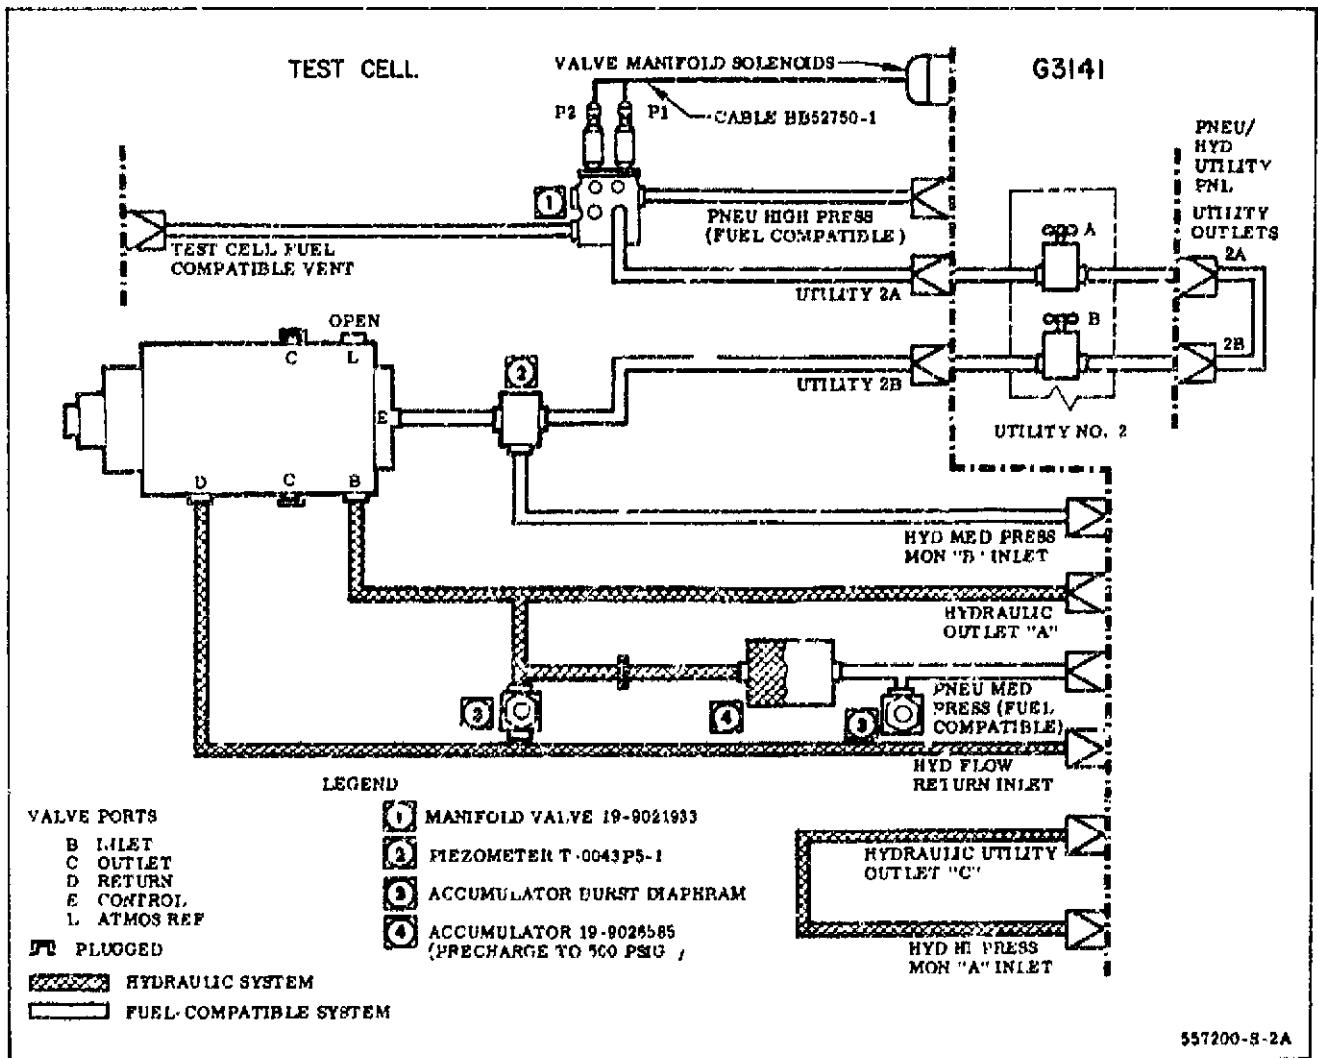 TEST CELL
VALVE MANIFOLD SOLENOIDS
G3141
P2
P1
CABLE BB52750-1
PNEU/
HYD
UTILITY
PNL
UTILITY
OUTLETS
1
PNEU HIGH PRESS
(FUEL COMPATIBLE)
TEST CELL FUEL
COMPATIBLE VENT
A
2A
UTILITY 2A
OPEN
C
L
B
2B
2
UTILITY 2B
E
UTILITY NO. 2
D
C
B
HYD MED PRESS
MON "B" INLET
HYDRAULIC
OUTLET "A"
3
4
3
PNEU MED
PRESS (FUEL
COMPATIBLE)
HYD FLOW
RETURN INLET
LEGEND
VALVE PORTS
B INLET
C OUTLET
D RETURN
E CONTROL
L ATMOS REF
PLUGGED
HYDRAULIC SYSTEM
FUEL-COMPATIBLE SYSTEM
1 MANIFOLD VALVE 19-9021933
2 PIEZOMETER T-0043P5-1
3 ACCUMULATOR BURST DIAPHRAM
4 ACCUMULATOR 19-9026585
(PRECHARGE TO 500 PSIG)
HYDRAULIC UTILITY
OUTLET "C"
HYD HI PRESS
MON "A" INLET
557200-S-2A